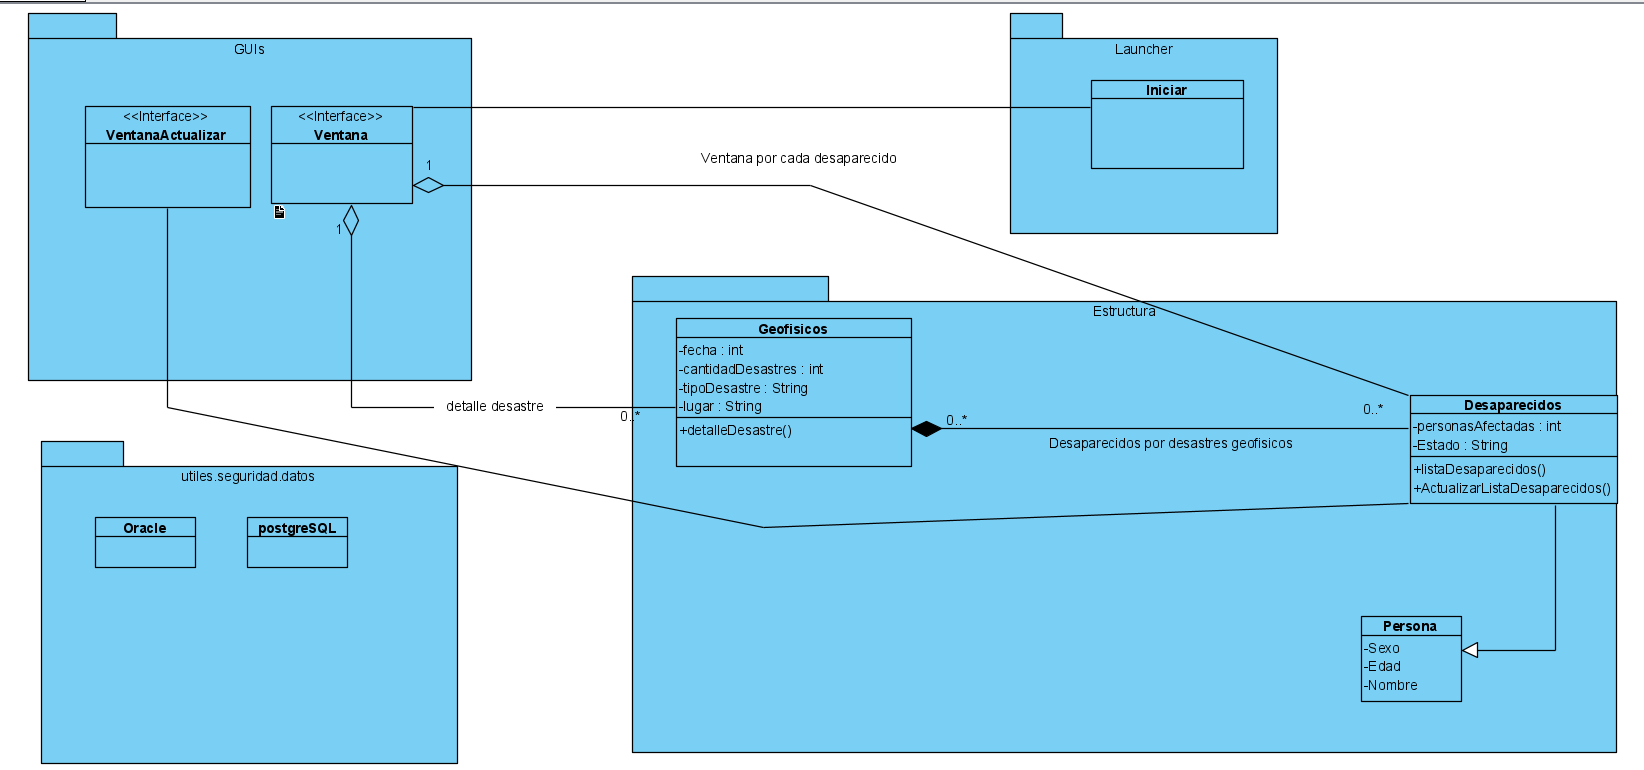 GUIs
<<Interface>>
VentanaActualizar
<<Interface>>
Ventana
1
1
Launcher
Iniciar
Ventana por cada desaparecido
Estructura
Geofisicos
-fecha : int
-cantidadDesastres : int
-tipoDesastre : String
-lugar : String
+detalleDesastre()
detalle desastre
0..*
0..*
0..*
Desaparecidos por desastres geofisicos
Desaparecidos
-personasAfectadas : int
-Estado : String
+listaDesaparecidos()
+ActualizarListaDesaparecidos()
utiles.seguridad.datos
Oracle
postgreSQL
Persona
-Sexo
-Edad
-Nombre